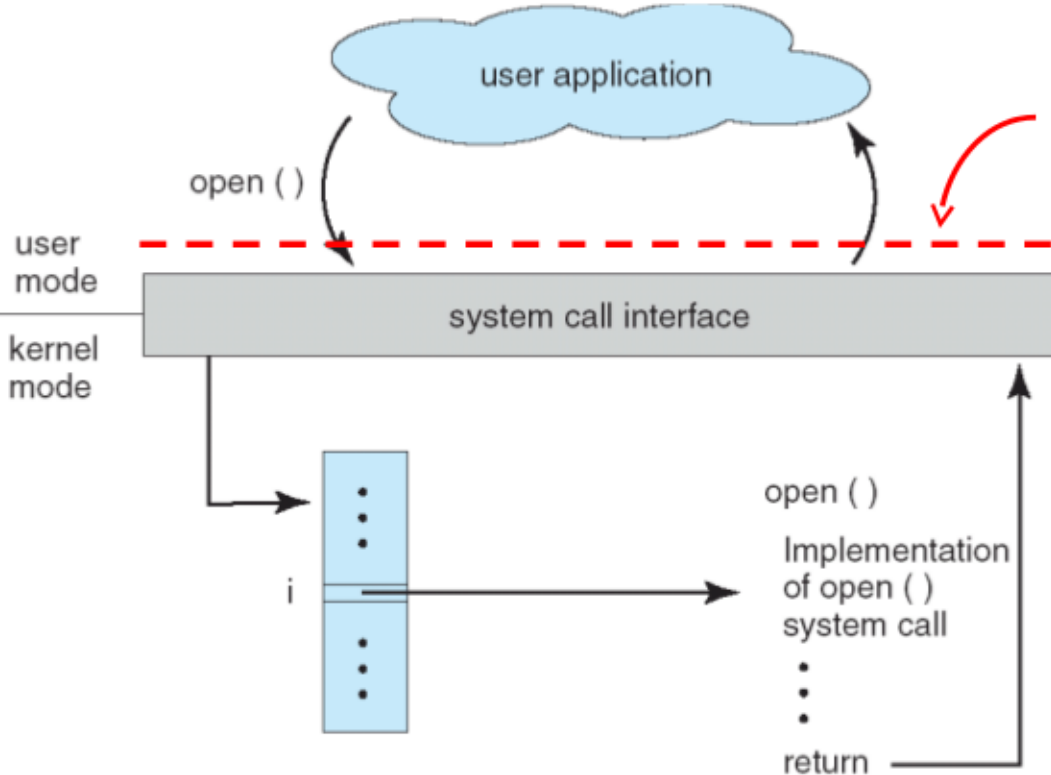 user application
open ( )
user
mode
system call interface
kernel
mode
open ( )
Implementation
of open ( )
system call
i
return